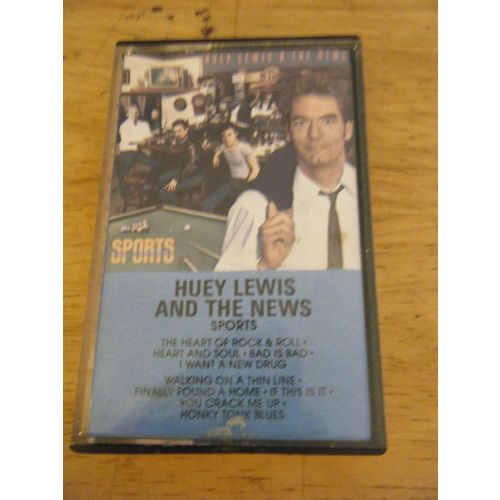 HUEY LEWIS & THE NEWS
SPORTS
HUEY LEWIS
AND THE NEWS
SPORTS
THE HEART OF ROCK & ROLL •
HEART AND SOUL • BAD IS BAD •
I WANT A NEW DRUG
WALKING ON A THIN LINE •
FINALLY FOUND A HOME • IF THIS IS IT •
YOU CRACK ME UP •
HONKY TONK BLUES